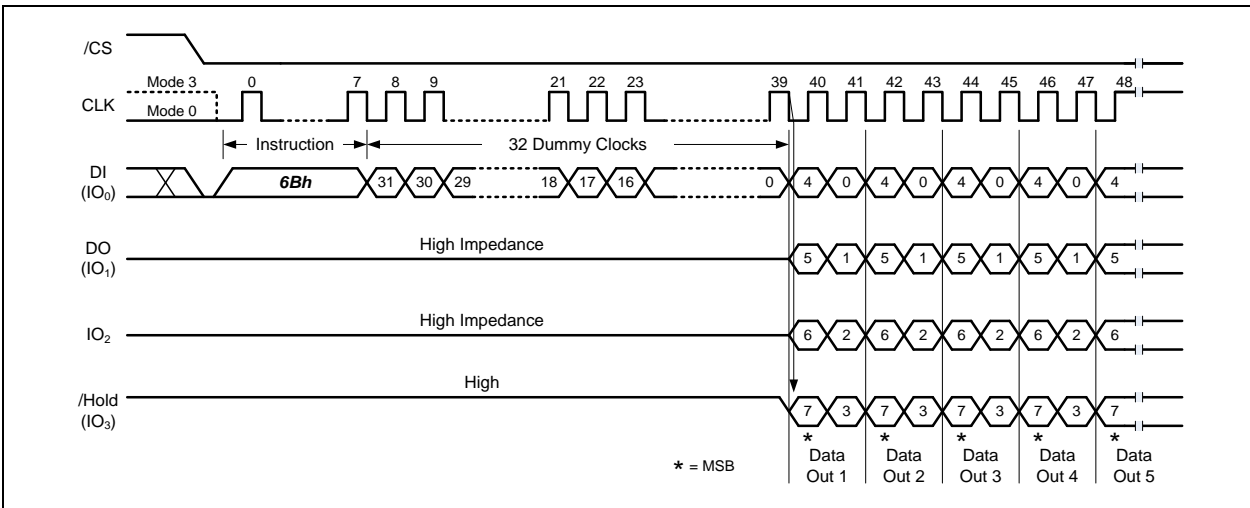 /CS
Mode 3 0 7 8 9 21 22 23 39 40 41 42 43 44 45 46 47 48
CLK
Mode 0
Instruction 32 Dummy Clocks
DI
(IO₀)
6Bh 31 30 29 18 17 16 0 4 0 4 0 4 0 4 0 4
High Impedance
DO
(IO₁)
5 1 5 1 5 1 5 1 5
High Impedance
IO₂
6 2 6 2 6 2 6 2 6
High
/Hold
(IO₃)
7 3 7 3 7 3 7 3 7
* * * * *
* = MSB
Data Data Data Data Data
Out 1 Out 2 Out 3 Out 4 Out 5